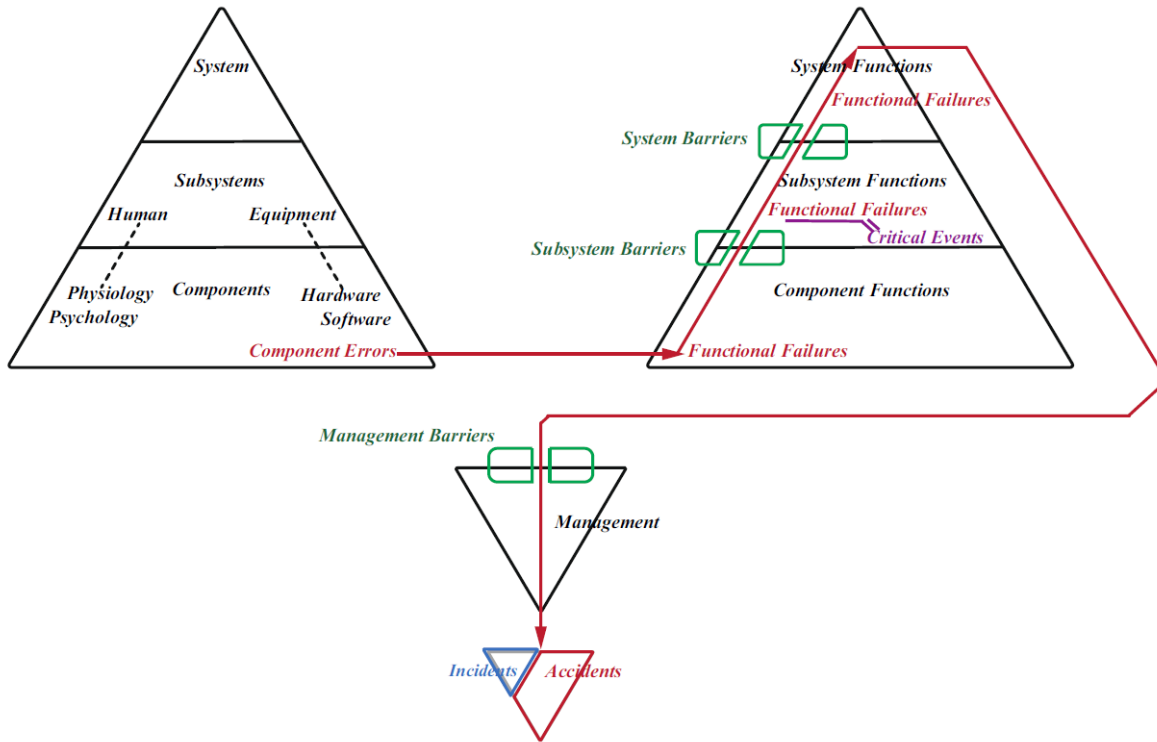 System
Subsystems
Human
Equipment
Physiology
Psychology
Components
Hardware
Software
Component Errors
System Functions
Functional Failures
System Barriers
Subsystem Functions
Functional Failures
Critical Events
Subsystem Barriers
Component Functions
Functional Failures
Management Barriers
Management
Incidents
Accidents